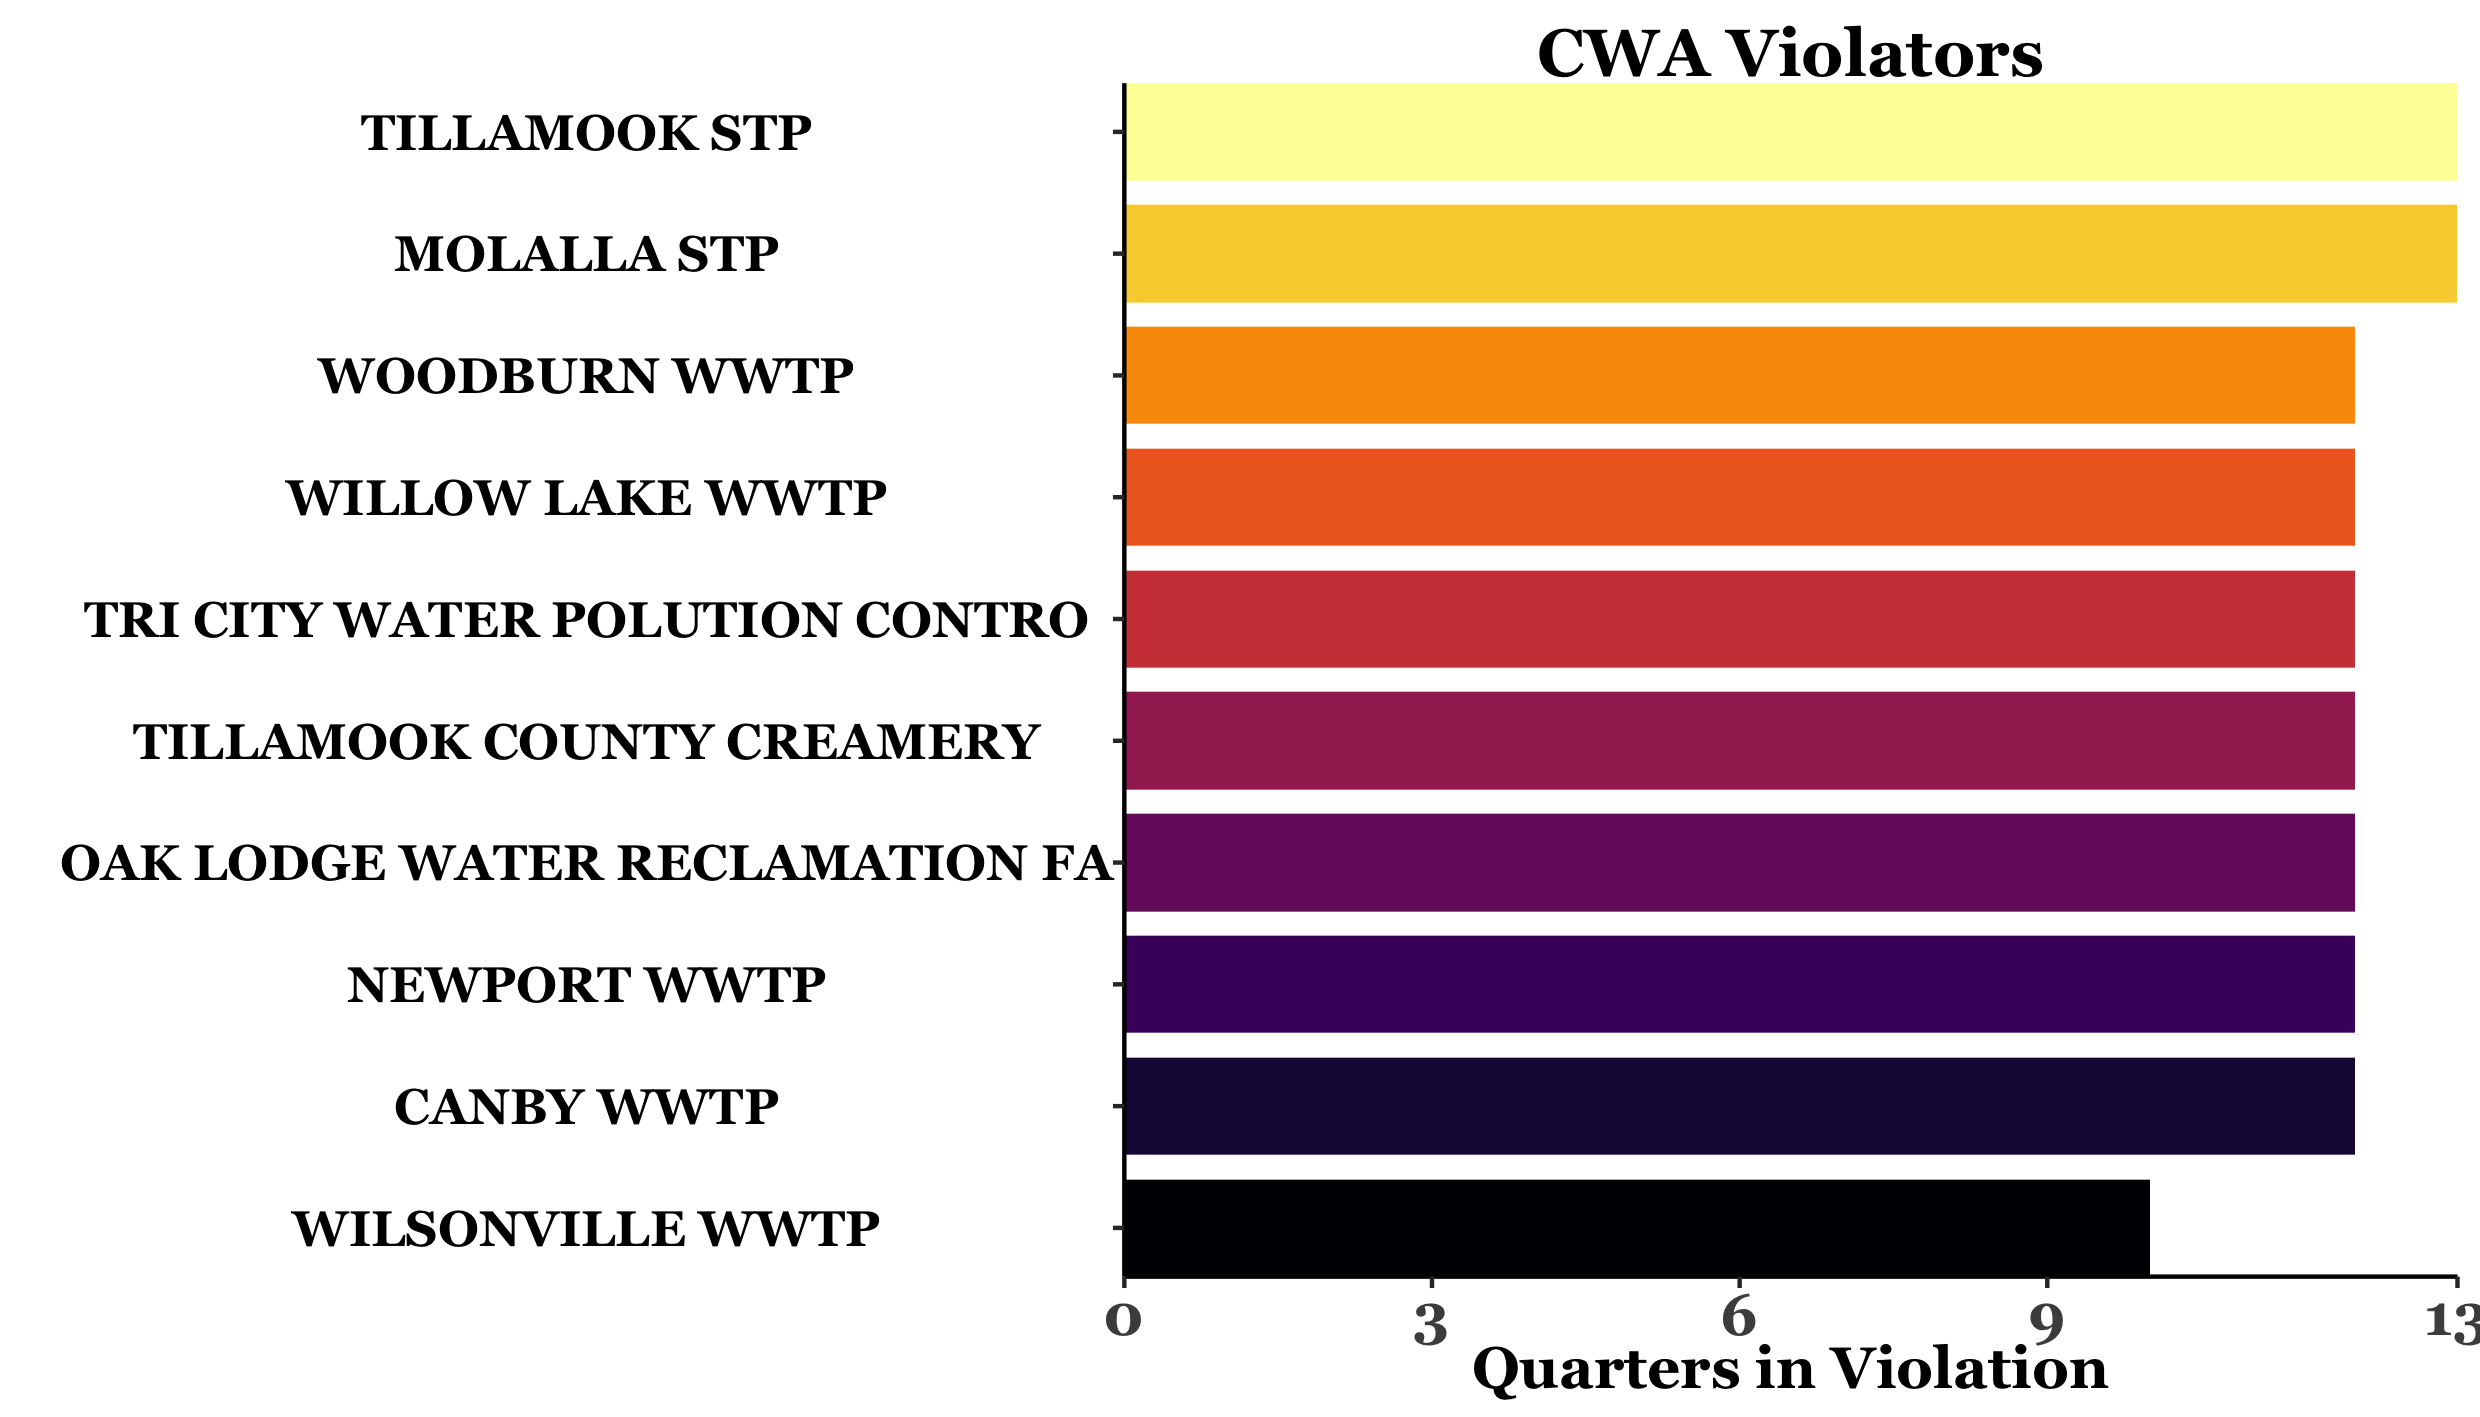 CWA Violators
TILLAMOOK STP
MOLALLA STP
WOODBURN WWTP
WILLOW LAKE WWTP
TRI CITY WATER POLUTION CONTRO
TILLAMOOK COUNTY CREAMERY
OAK LODGE WATER RECLAMATION FA
NEWPORT WWTP
CANBY WWTP
WILSONVILLE WWTP
0 3 6 9 13
Quarters in Violation